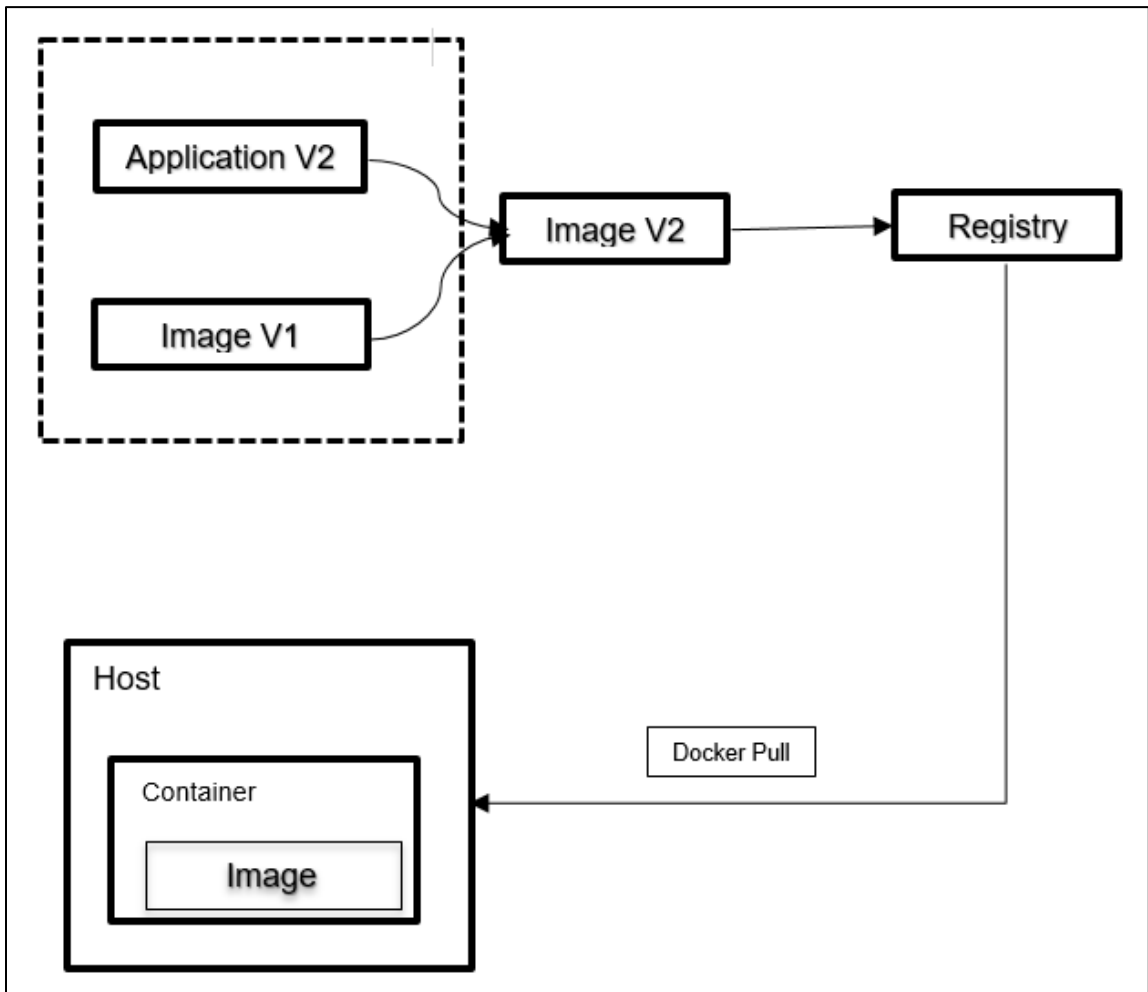 Application V2
Image V2
Registry
Image V1
Host
Docker Pull
Container
Image